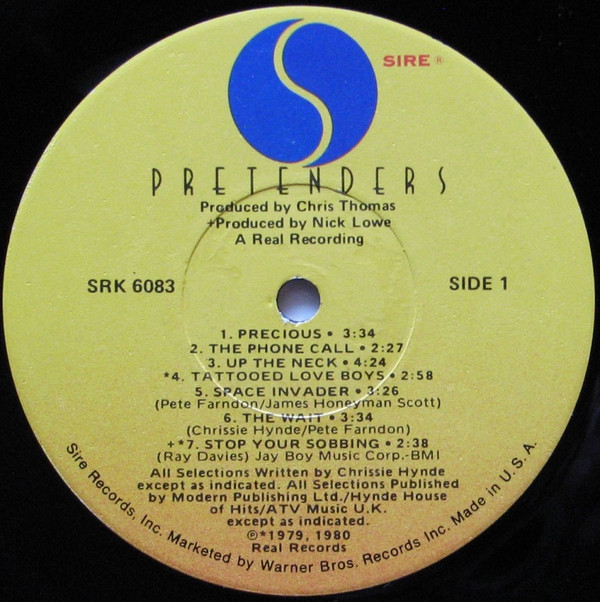 SIRE ®
PRETENDERS
Produced by Chris Thomas
+Produced by Nick Lowe
A Real Recording
SRK 6083
SIDE 1
1. PRECIOUS • 3:34
2. THE PHONE CALL • 2:27
3. UP THE NECK • 4:24
*4. TATTOOED LOVE BOYS • 2:58
5. SPACE INVADER • 3:26
(Pete Farndon/James Honeyman Scott)
6. THE WAIT • 3:34
(Chrissie Hynde/Pete Farndon)
+*7. STOP YOUR SOBBING • 2:38
(Ray Davies) Jay Boy Music Corp.-BMI
All Selections Written by Chrissie Hynde
except as indicated. All Selections Published
by Modern Publishing Ltd./Hynde House
of Hits/ATV Music U.K.
except as indicated.
℗*1979, 1980
Real Records
Sire Records, Inc. Marketed by Warner Bros. Records Inc. Made in U.S.A.